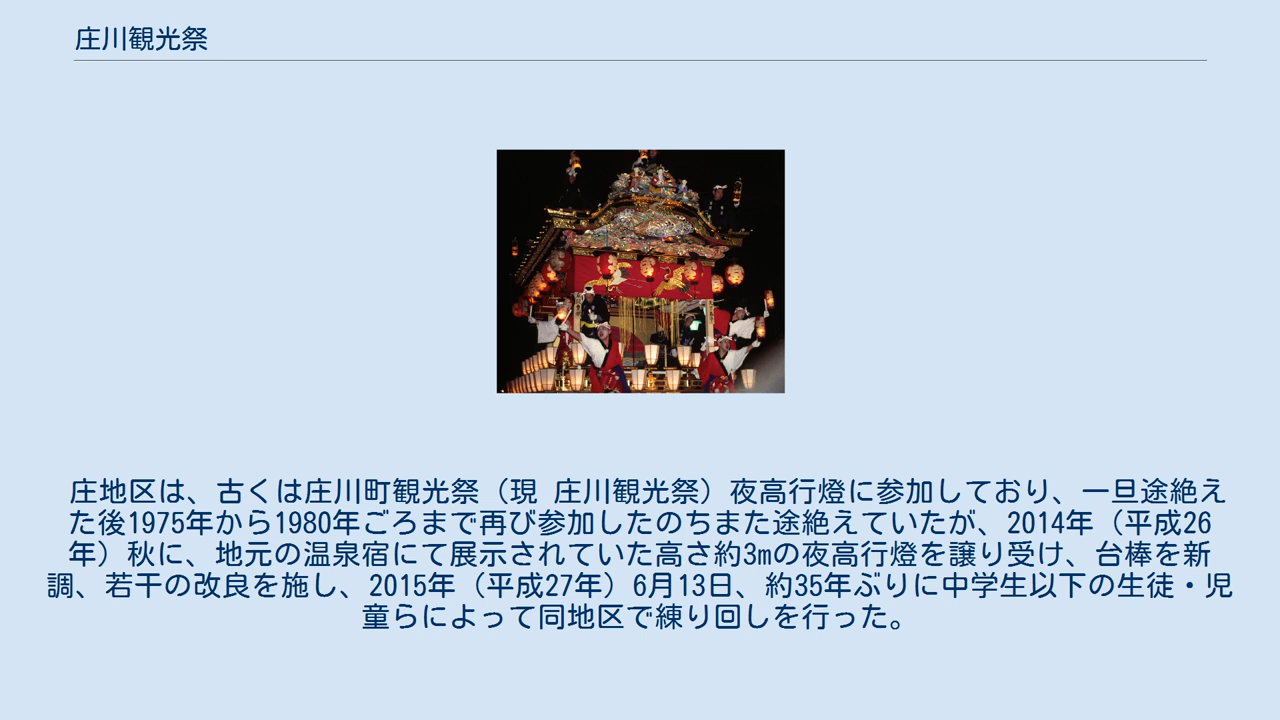 庄川観光祭
庄地区は、古くは庄川町観光祭（現 庄川観光祭）夜高行燈に参加しており、一旦途絶え
た後1975年から1980年ごろまで再び参加したのちまた途絶えていたが、2014年（平成26
年）秋に、地元の温泉宿にて展示されていた高さ約3mの夜高行燈を譲り受け、台棒を新
調、若干の改良を施し、2015年（平成27年）6月13日、約35年ぶりに中学生以下の生徒・児
童らによって同地区で練り回しを行った。